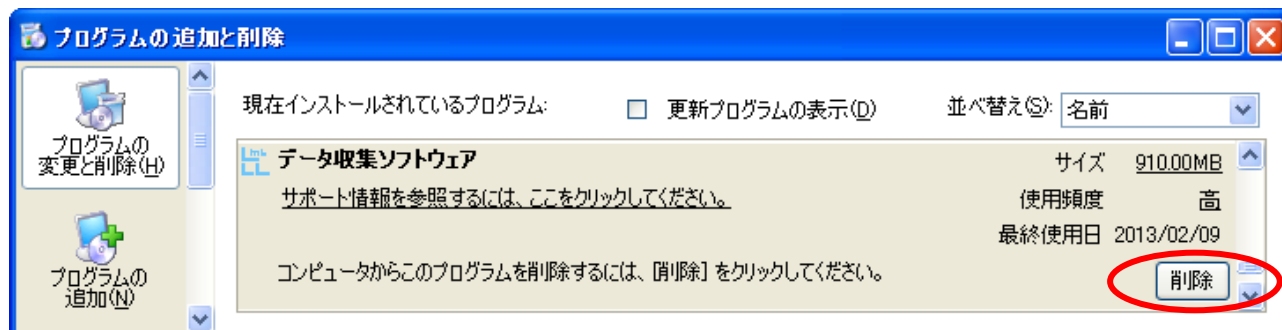 プログラムの追加と削除
プログラムの
変更と削除(H)
現在インストールされているプログラム:
更新プログラムの表示(D)
並べ替え(S):
名前
データ収集ソフトウェア
サイズ 910.00MB
サポート情報を参照するには、ここをクリックしてください。
使用頻度 高
最終使用日 2013/02/09
プログラムの
追加(N)
コンピュータからこのプログラムを削除するには、[削除] をクリックしてください。
削除